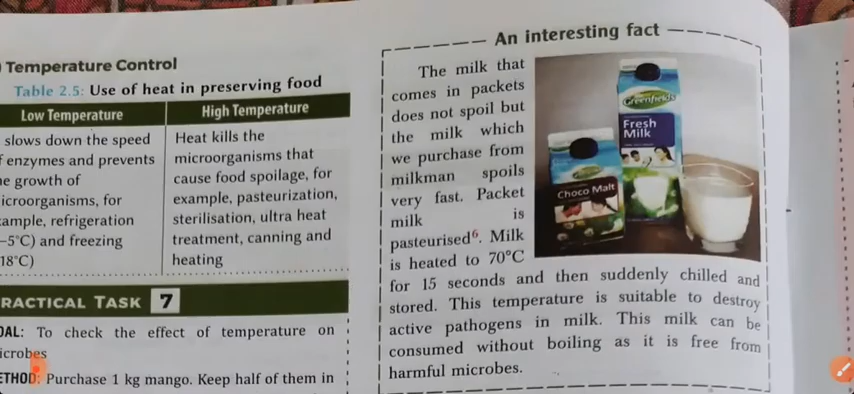 Temperature Control
Table 2.5: Use of heat in preserving food
Low Temperature
slows down the speed
enzymes and prevents
growth of
icroorganisms, for
ample, refrigeration
–5°C) and freezing
18°C)
High Temperature
Heat kills the
microorganisms that
cause food spoilage, for
example, pasteurization,
sterilisation, ultra heat
treatment, canning and
heating
RACTICAL TASK 7
OAL: To check the effect of temperature on
icrobes
ETHOD: Purchase 1 kg mango. Keep half of them in
An interesting fact
The milk that
comes in packets
does not spoil but
the milk which
we purchase from
milkman spoils
very fast. Packet
milk is
pasteurised⁶. Milk
is heated to 70°C
for 15 seconds and then suddenly chilled and
stored. This temperature is suitable to destroy
active pathogens in milk. This milk can be
consumed without boiling as it is free from
harmful microbes.
Greenfields
Fresh
Milk
Choco Malt